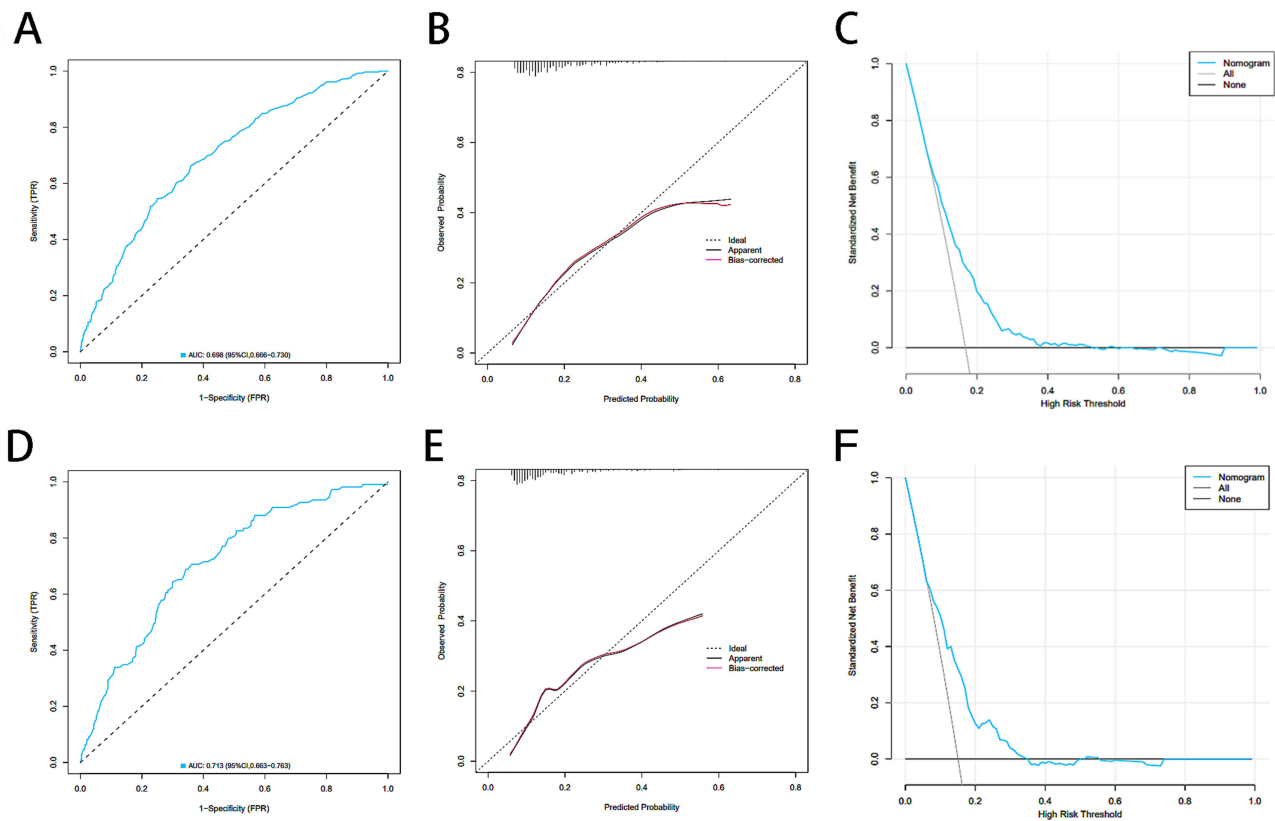 A
1.0
0.8
0.6
0.4
0.2
0.0
Sensitivity (TPR)
AUC: 0.698 (95%CI,0.666−0.730)
0.0 0.2 0.4 0.6 0.8 1.0
1−Specificity (FPR)
B
0.8
0.6
0.4
0.2
0.0
Observed Probability
Ideal
Apparent
Bias−corrected
0.0 0.2 0.4 0.6 0.8
Predicted Probability
C
Nomogram
All
None
1.0
0.8
0.6
0.4
0.2
0.0
Standardized Net Benefit
0.0 0.2 0.4 0.6 0.8 1.0
High Risk Threshold
D
1.0
0.8
0.6
0.4
0.2
0.0
Sensitivity (TPR)
AUC: 0.713 (95%CI,0.663−0.763)
0.0 0.2 0.4 0.6 0.8 1.0
1−Specificity (FPR)
E
0.8
0.6
0.4
0.2
0.0
Observed Probability
Ideal
Apparent
Bias−corrected
0.0 0.2 0.4 0.6 0.8
Predicted Probability
F
Nomogram
All
None
1.0
0.8
0.6
0.4
0.2
0.0
Standardized Net Benefit
0.0 0.2 0.4 0.6 0.8 1.0
High Risk Threshold